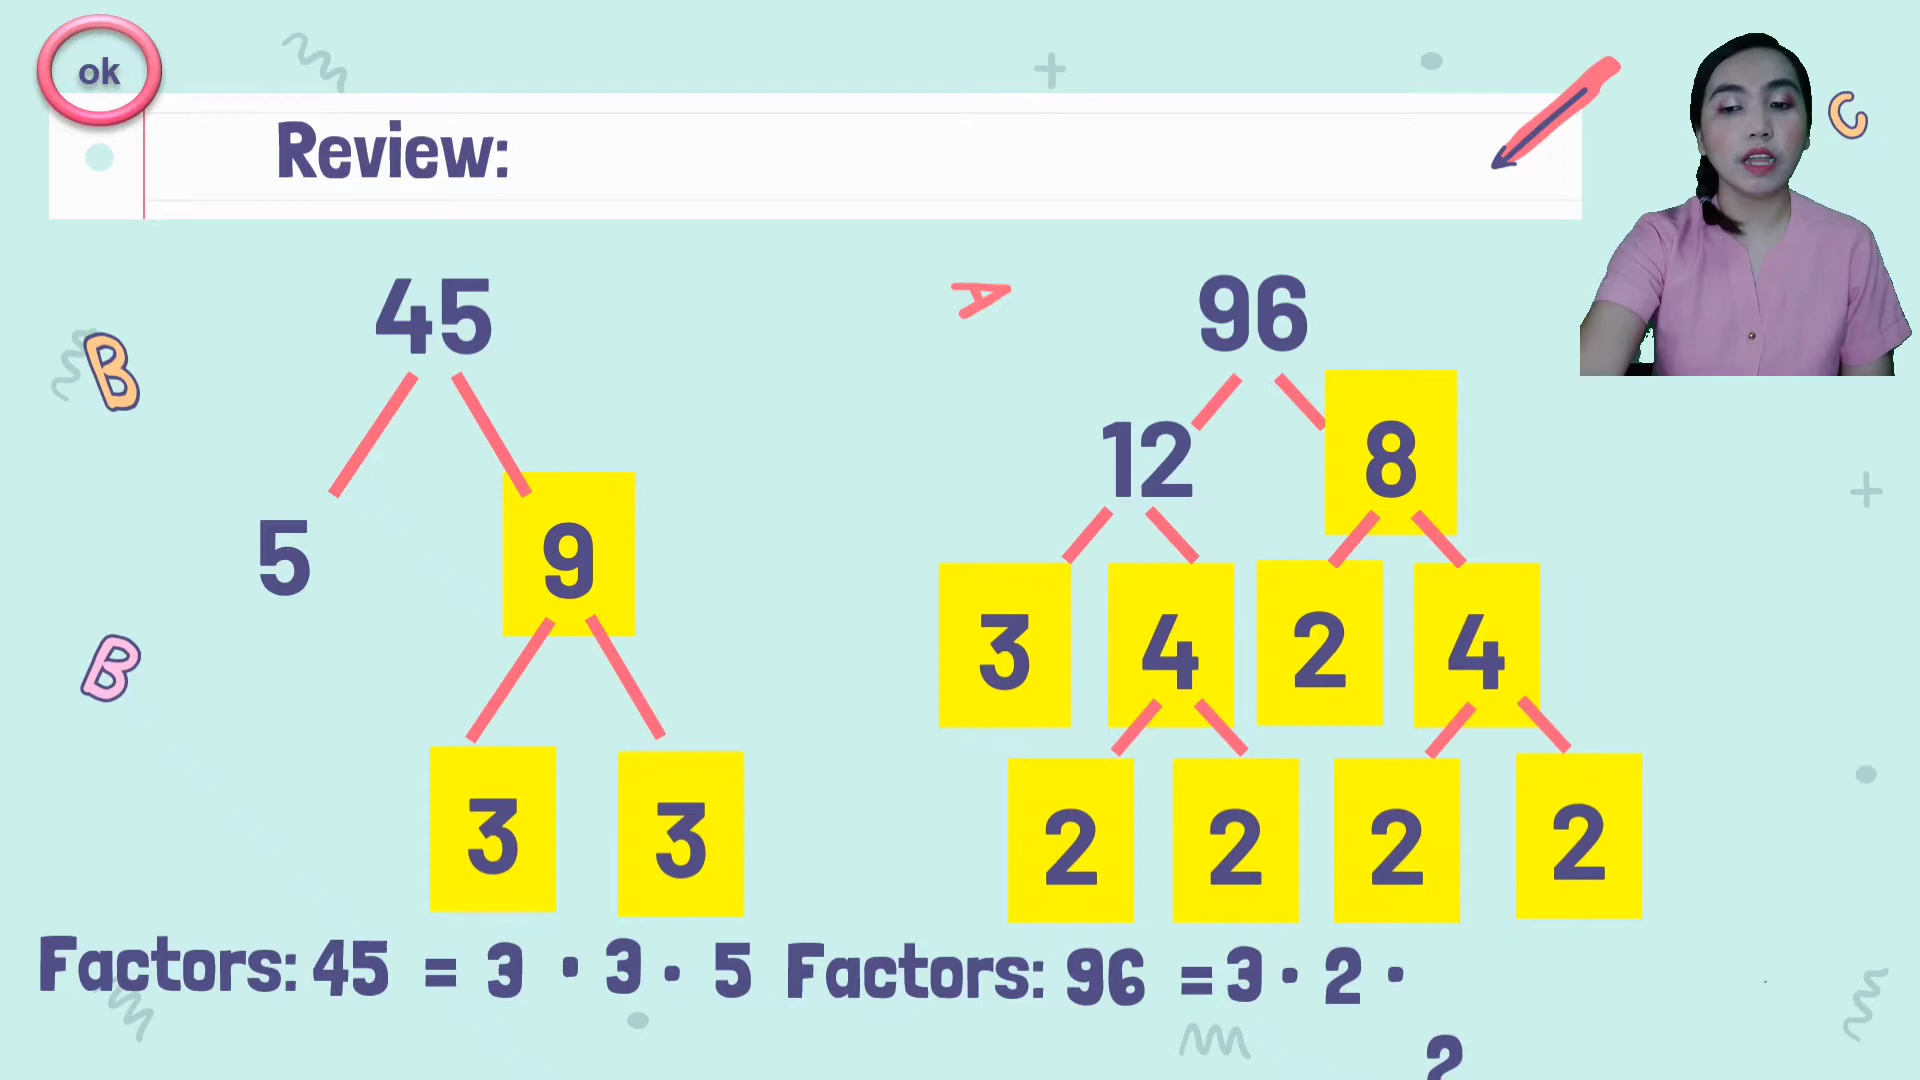 ok
Review:
C
45
A
96
B
12
8
5
9
3
4
2
4
B
3
3
2
2
2
2
Factors: 45 = 3 · 3 · 5
Factors: 96 = 3 · 2 ·
2